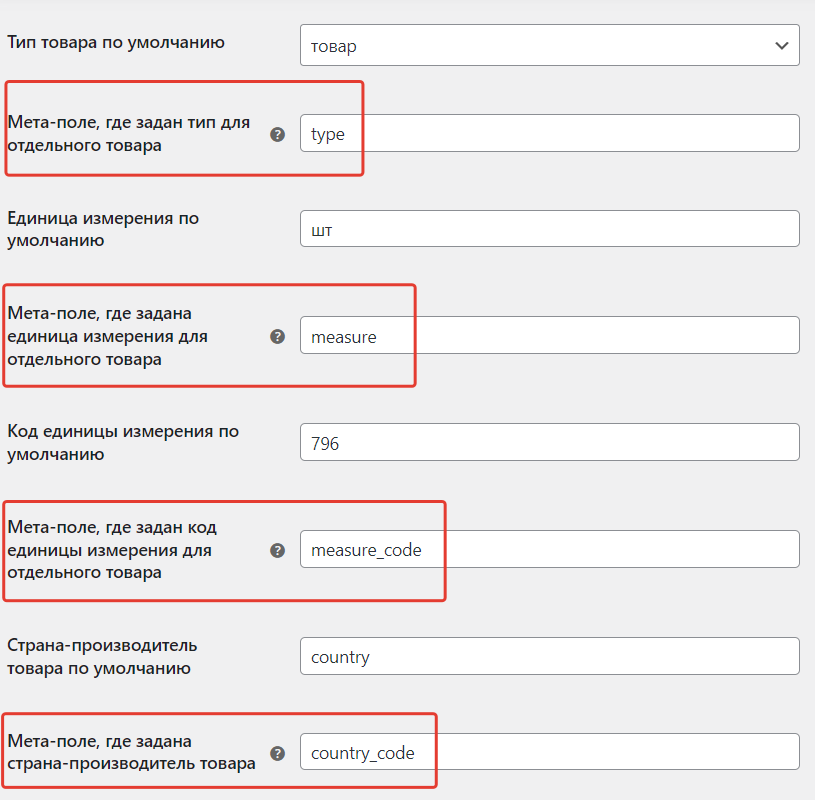 Тип товара по умолчанию
товар
Мета-поле, где задан тип для
отдельного товара
?
type
Единица измерения по
умолчанию
шт
Мета-поле, где задана
единица измерения для
отдельного товара
?
measure
Код единицы измерения по
умолчанию
796
Мета-поле, где задан код
единицы измерения для
отдельного товара
?
measure_code
Страна-производитель
товара по умолчанию
country
Мета-поле, где задана
страна-производитель товара
?
country_code